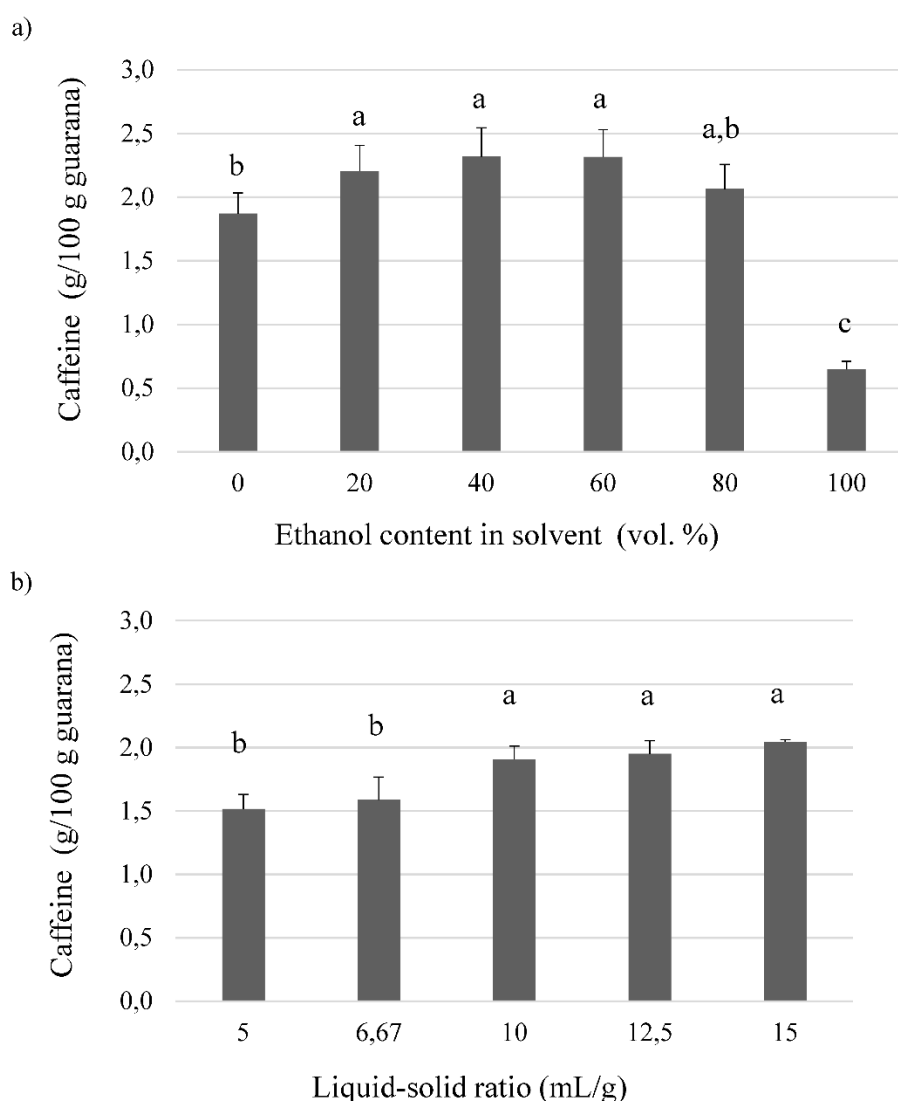 a)
Caffeine (g/100 g guarana)
3,0
2,5
2,0
1,5
1,0
0,5
0,0
b
a
a
a
a,b
c
0 20 40 60 80 100
Ethanol content in solvent (vol. %)
b)
Caffeine (g/100 g guarana)
3,0
2,5
2,0
1,5
1,0
0,5
0,0
b
b
a
a
a
5 6,67 10 12,5 15
Liquid-solid ratio (mL/g)